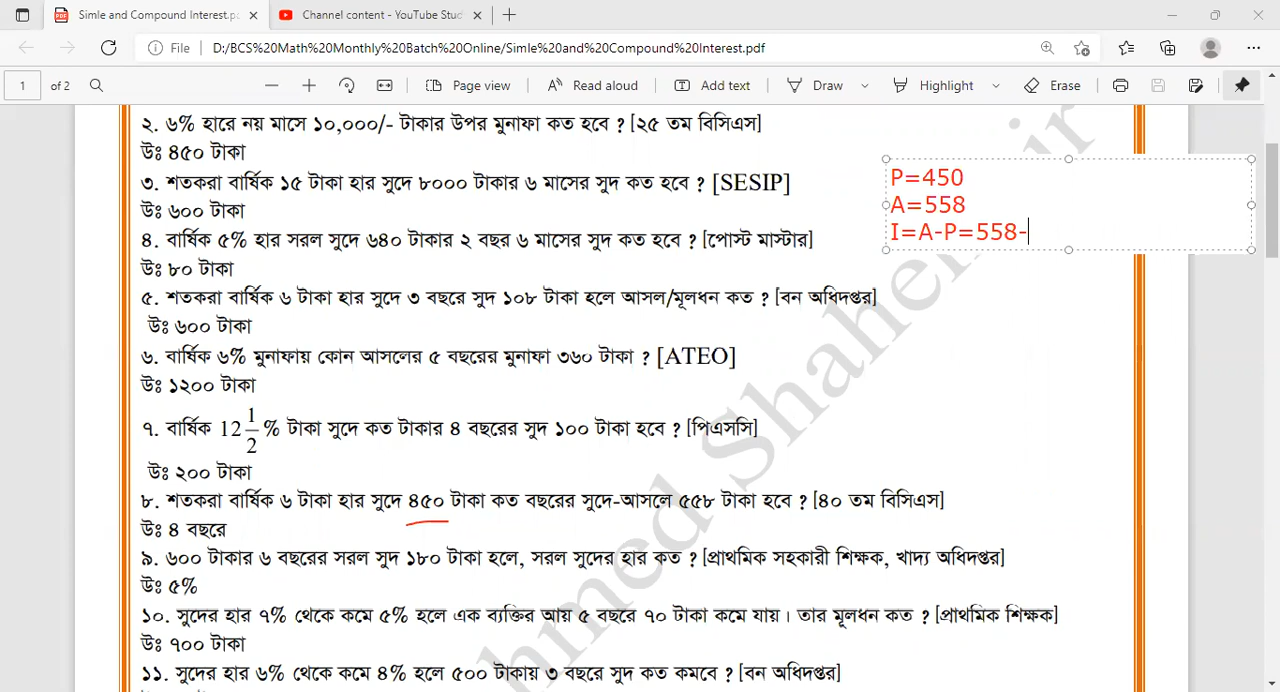 Simle and Compound Interest.pd
Channel content - YouTube Stud
File
D:/BCS%20Math%20Monthly%20Batch%20Online/Simle%20and%20Compound%20Interest.pdf
1 of 2
Page view
Read aloud
Add text
Draw
Highlight
Erase
২. ৬% হারে নয় মাসে ১০,০০০/- টাকার উপর মুনাফা কত হবে ? [২৫ তম বিসিএস]
উঃ ৪৫০ টাকা
৩. শতকরা বার্ষিক ১৫ টাকা হার সুদে ৮০০০ টাকার ৬ মাসের সুদ কত হবে ? [SESIP]
উঃ ৬০০ টাকা
৪. বার্ষিক ৫% হার সরল সুদে ৬৪০ টাকার ২ বছর ৬ মাসের সুদ কত হবে ? [পোস্ট মাস্টার]
উঃ ৮০ টাকা
৫. শতকরা বার্ষিক ৬ টাকা হার সুদে ৩ বছরে সুদ ১০৮ টাকা হলে আসল/মূলধন কত ? [বন অধিদপ্তর]
উঃ ৬০০ টাকা
৬. বার্ষিক ৬% মুনাফায় কোন আসলের ৫ বছরের মুনাফা ৩৬০ টাকা ? [ATEO]
উঃ ১২০০ টাকা
৭. বার্ষিক 12 1/2 % টাকা সুদে কত টাকার ৪ বছরের সুদ ১০০ টাকা হবে ? [পিএসসি]
উঃ ২০০ টাকা
৮. শতকরা বার্ষিক ৬ টাকা হার সুদে ৪৫০ টাকা কত বছরের সুদে-আসলে ৫৫৮ টাকা হবে ? [৪০ তম বিসিএস]
উঃ ৪ বছরে
৯. ৬০০ টাকার ৬ বছরের সরল সুদ ১৮০ টাকা হলে, সরল সুদের হার কত ? [প্রাথমিক সহকারী শিক্ষক, খাদ্য অধিদপ্তর]
উঃ ৫%
১০. সুদের হার ৭% থেকে কমে ৫% হলে এক ব্যক্তির আয় ৫ বছরে ৭০ টাকা কমে যায়। তার মূলধন কত ? [প্রাথমিক শিক্ষক]
উঃ ৭০০ টাকা
১১. সুদের হার ৬% থেকে কমে ৪% হলে ৫০০ টাকায় ৩ বছরে সুদ কত কমবে ? [বন অধিদপ্তর]
P=450
A=558
I=A-P=558-
hmed Shaheen ir